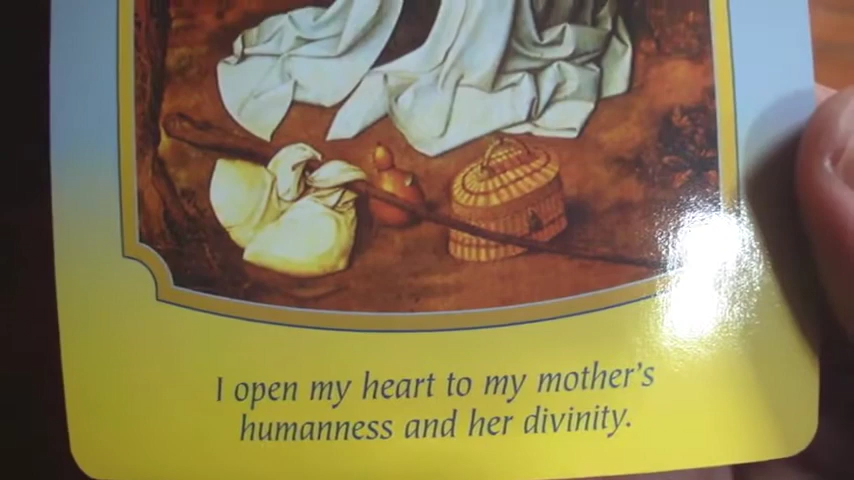 I open my heart to my mother's
humanness and her divinity.